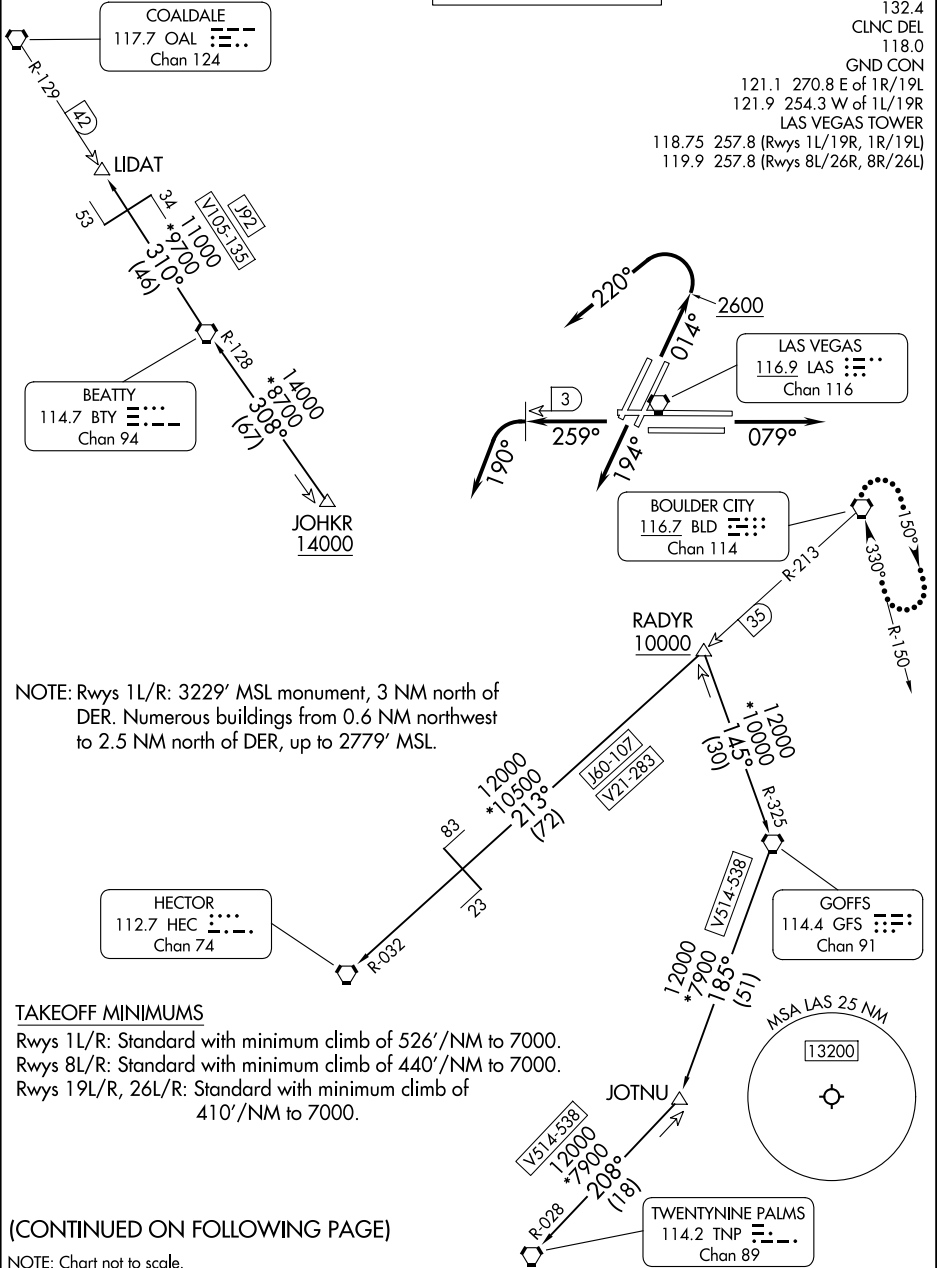 132.4
CLNC DEL
118.0
GND CON
121.1 270.8 E of 1R/19L
121.9 254.3 W of 1L/19R
LAS VEGAS TOWER
118.75 257.8 (Rwys 1L/19R, 1R/19L)
119.9 257.8 (Rwys 8L/26R, 8R/26L)
COALDALE
117.7 OAL
Chan 124
R-129
42
LIDAT
53
34
J92
V105-135
11000
*9700
310°
(46)
BEATTY
114.7 BTY
Chan 94
R-128
14000
*8700
308°
(67)
JOHKR
14000
220°
2600
014°
LAS VEGAS
116.9 LAS
Chan 116
3
259°
190°
194°
079°
BOULDER CITY
116.7 BLD
Chan 114
150°
330°
R-150
R-213
35
RADYR
10000
NOTE: Rwys 1L/R: 3229' MSL monument, 3 NM north of
DER. Numerous buildings from 0.6 NM northwest
to 2.5 NM north of DER, up to 2779' MSL.
J60-107
V21-283
12000
*10500
213°
(72)
83
23
R-032
HECTOR
112.7 HEC
Chan 74
12000
*10000
145°
(30)
R-325
GOFFS
114.4 GFS
Chan 91
V514-538
12000
*7900
185°
(51)
JOTNU
MSA LAS 25 NM
13200
TAKEOFF MINIMUMS
Rwys 1L/R: Standard with minimum climb of 526'/NM to 7000.
Rwys 8L/R: Standard with minimum climb of 440'/NM to 7000.
Rwys 19L/R, 26L/R: Standard with minimum climb of
410'/NM to 7000.
V514-538
12000
*7900
208°
(18)
R-028
TWENTYNINE PALMS
114.2 TNP
Chan 89
(CONTINUED ON FOLLOWING PAGE)
NOTE: Chart not to scale.